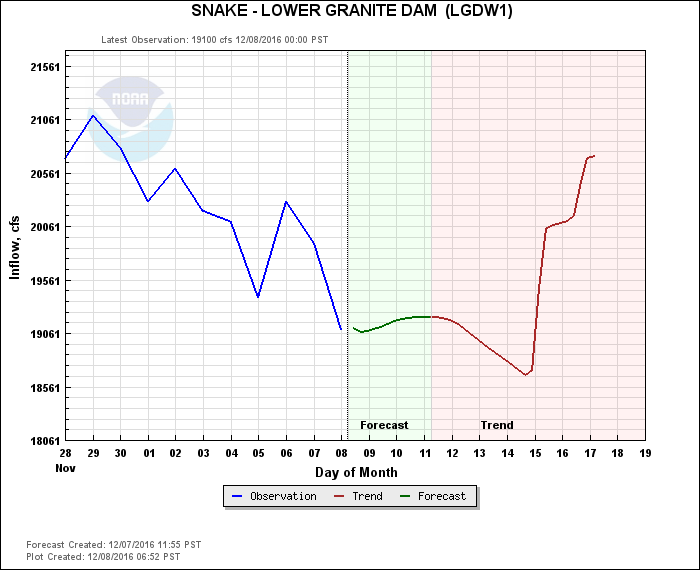 SNAKE - LOWER GRANITE DAM (LGDW1)
Latest Observation: 19100 cfs 12/08/2016 00:00 PST
NOAA
Inflow, cfs
21561
21061
20561
20061
19561
19061
18561
18061
Forecast Trend
28 29 30 01 02 03 04 05 06 07 08 09 10 11 12 13 14 15 16 17 18 19
Nov
Day of Month
Observation Trend Forecast
Forecast Created: 12/07/2016 11:55 PST
Plot Created: 12/08/2016 06:52 PST